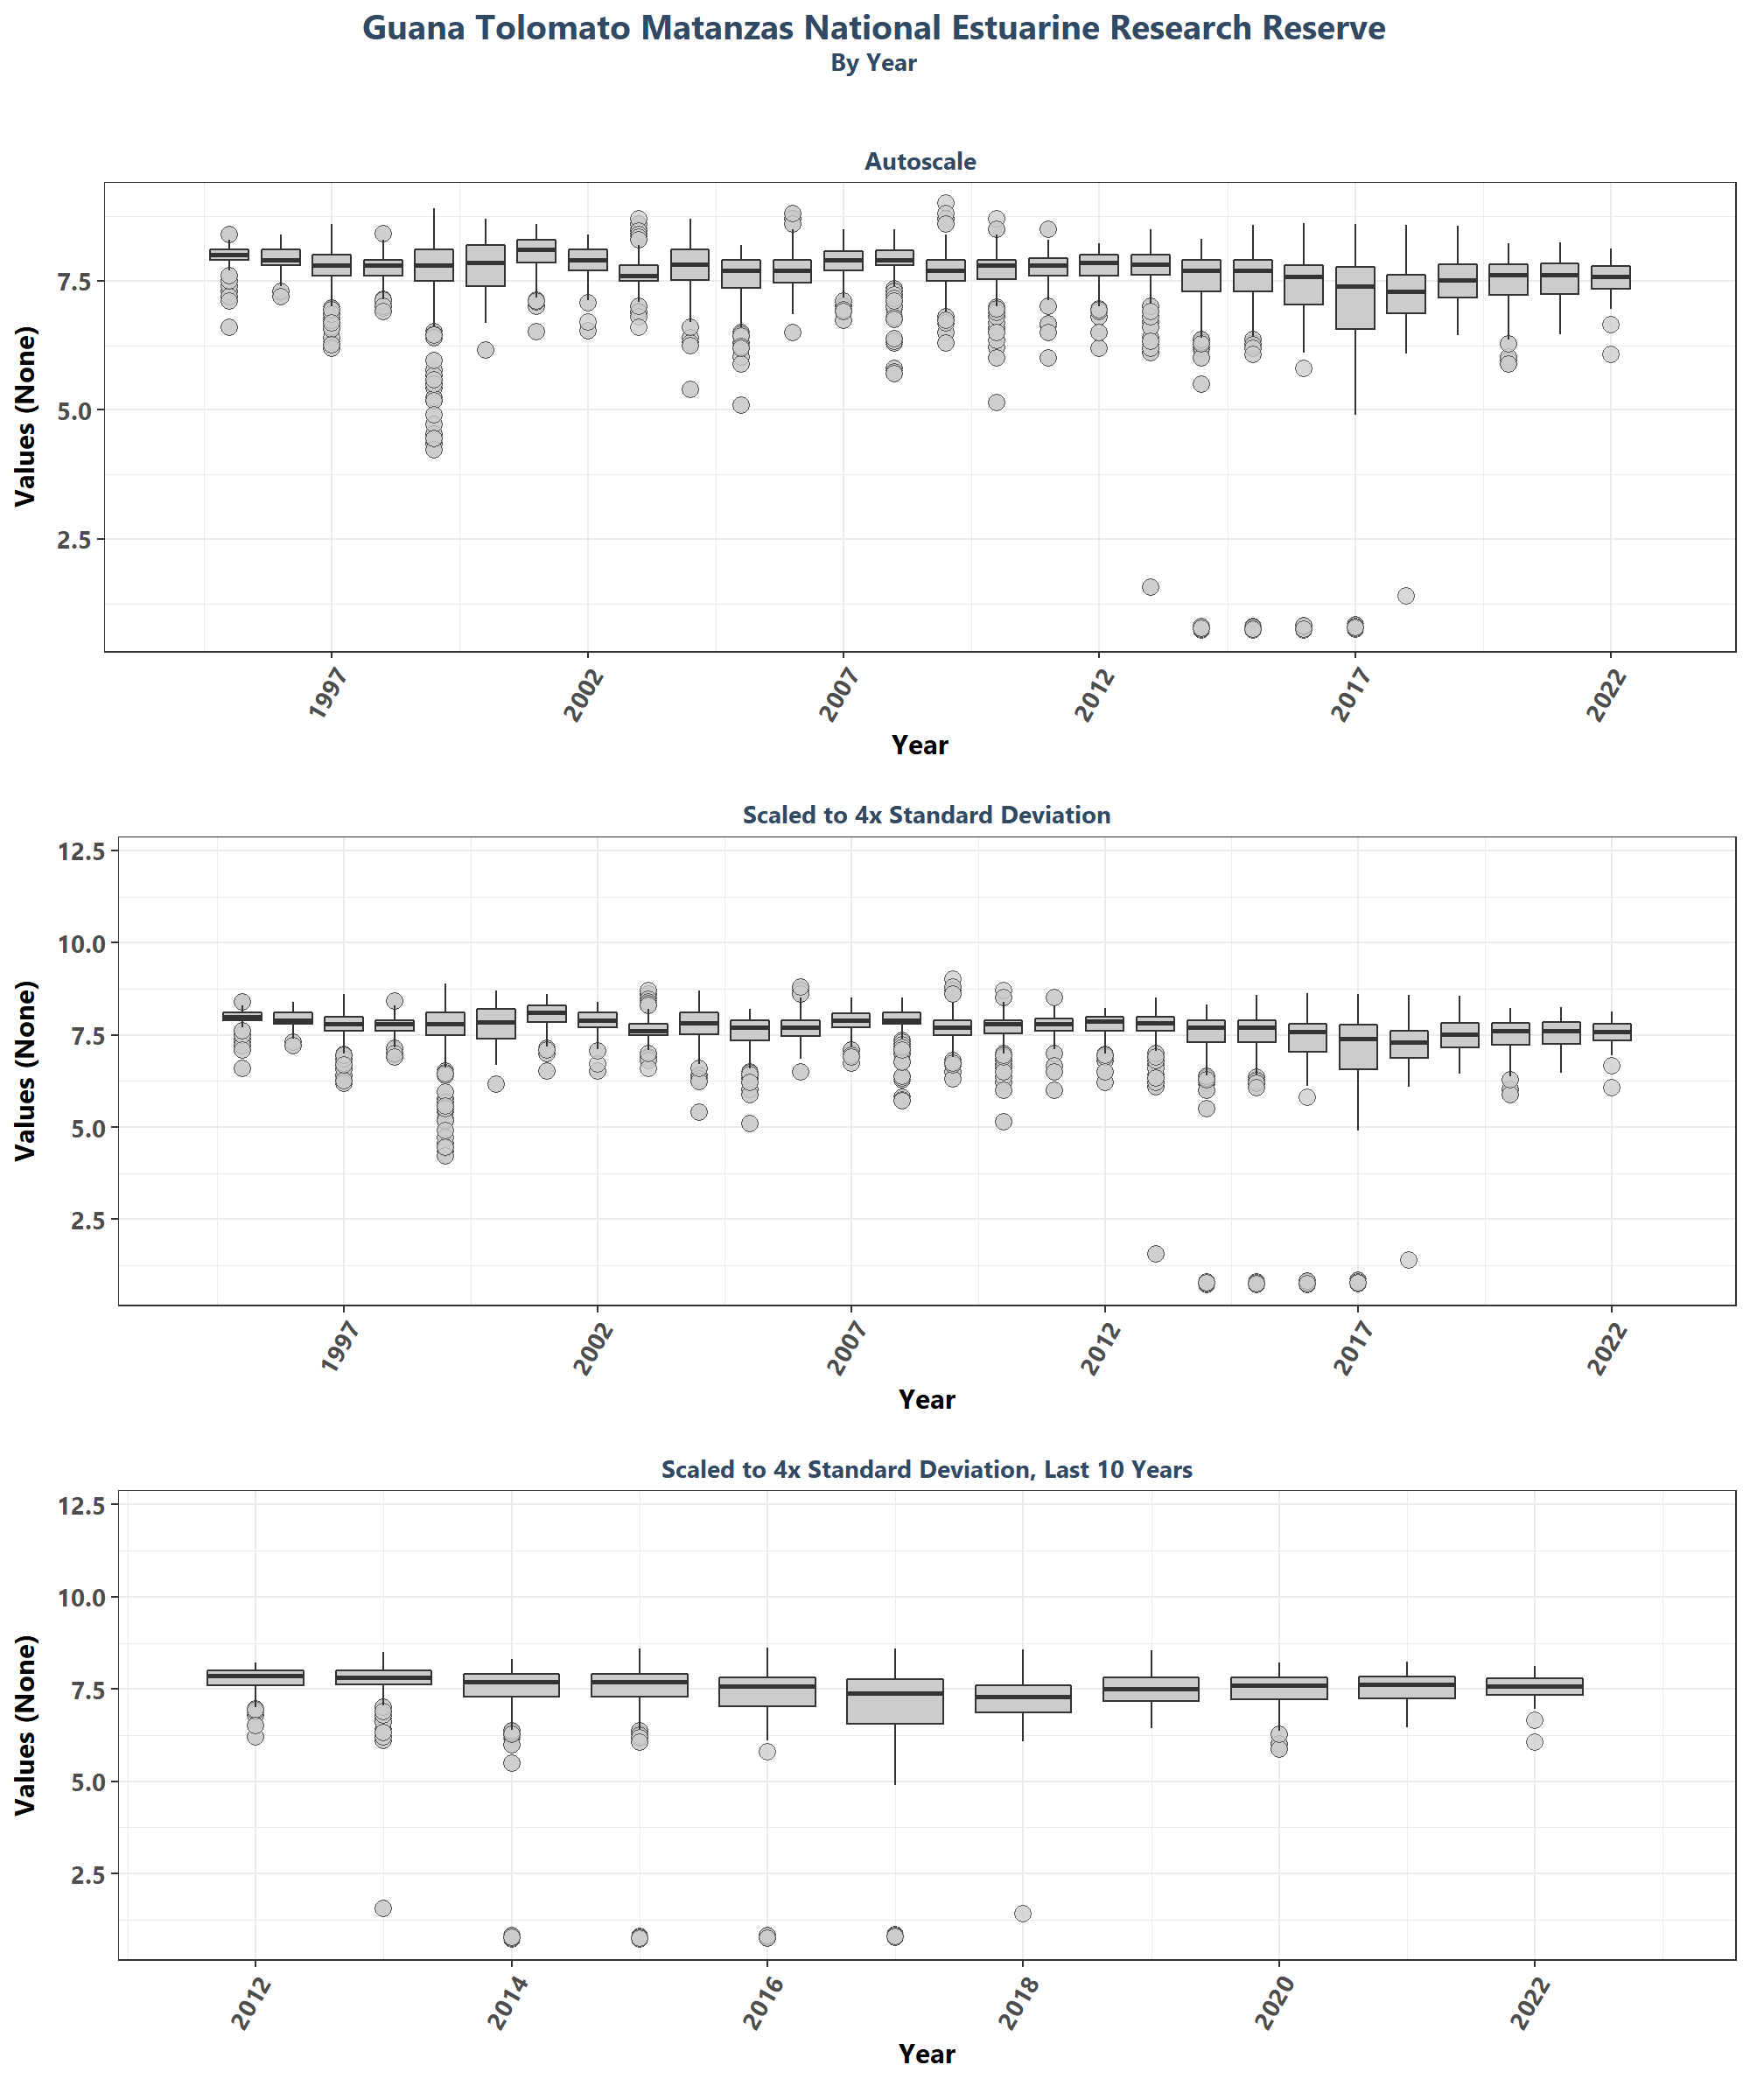 Guana Tolomato Matanzas National Estuarine Research Reserve
By Year
Autoscale
Values (None)
7.5
5.0
2.5
1997 2002 2007 2012 2017 2022
Year
Scaled to 4x Standard Deviation
Values (None)
12.5
10.0
7.5
5.0
2.5
1997 2002 2007 2012 2017 2022
Year
Scaled to 4x Standard Deviation, Last 10 Years
Values (None)
12.5
10.0
7.5
5.0
2.5
2012 2014 2016 2018 2020 2022
Year